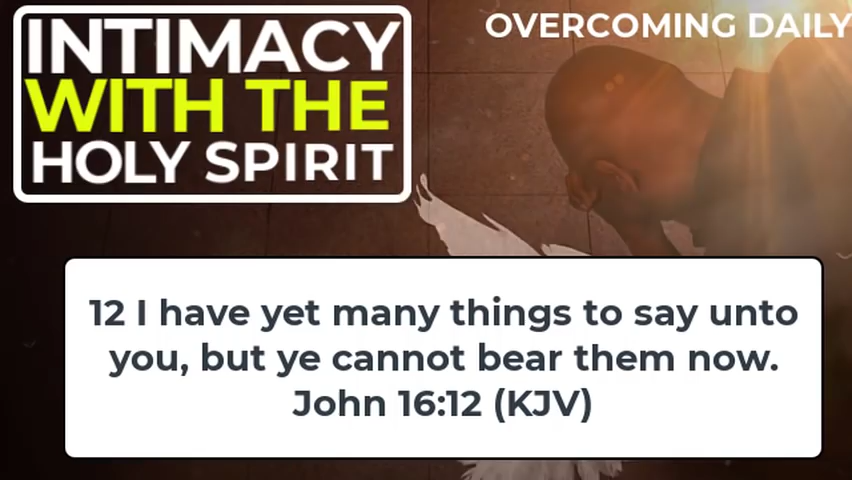 INTIMACY
WITH THE
HOLY SPIRIT
OVERCOMING DAILY
12 I have yet many things to say unto
you, but ye cannot bear them now.
John 16:12 (KJV)